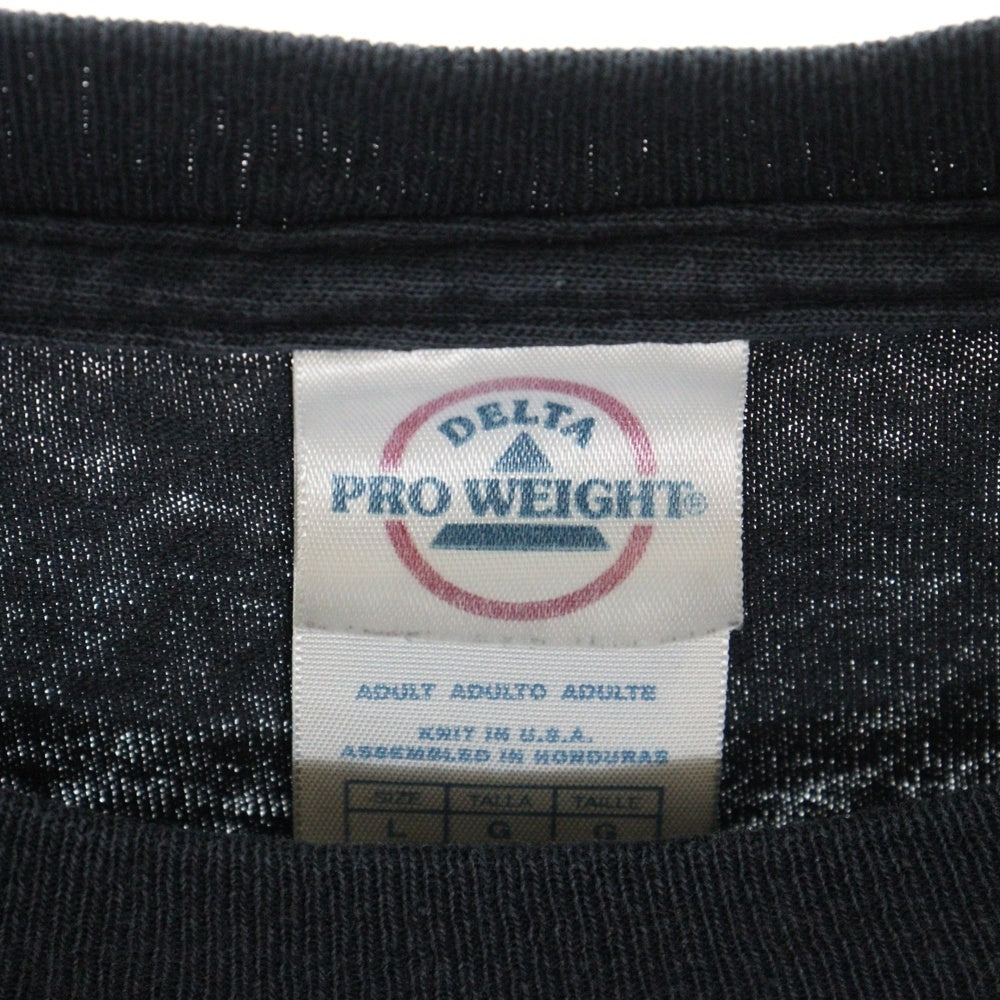 DELTA
PRO WEIGHT®
ADULT ADULTO ADULTE
KNIT IN U.S.A.
ASSEMBLED IN HONDURAS
SIZE TALLA TAILLE
L G G